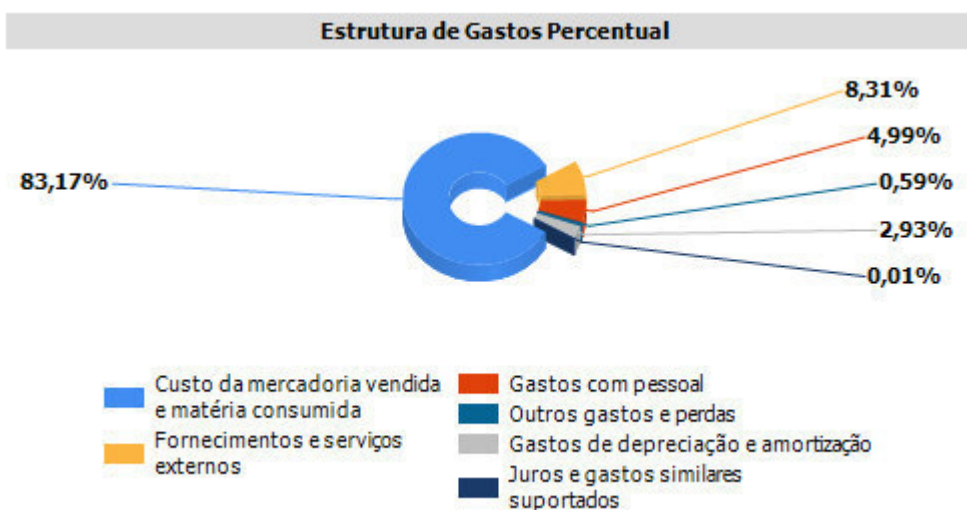 Estrutura de Gastos Percentual
8,31%
4,99%
83,17%
0,59%
2,93%
0,01%
Custo da mercadoria vendida
e matéria consumida
Fornecimentos e serviços
externos
Gastos com pessoal
Outros gastos e perdas
Gastos de depreciação e amortização
Juros e gastos similares
suportados